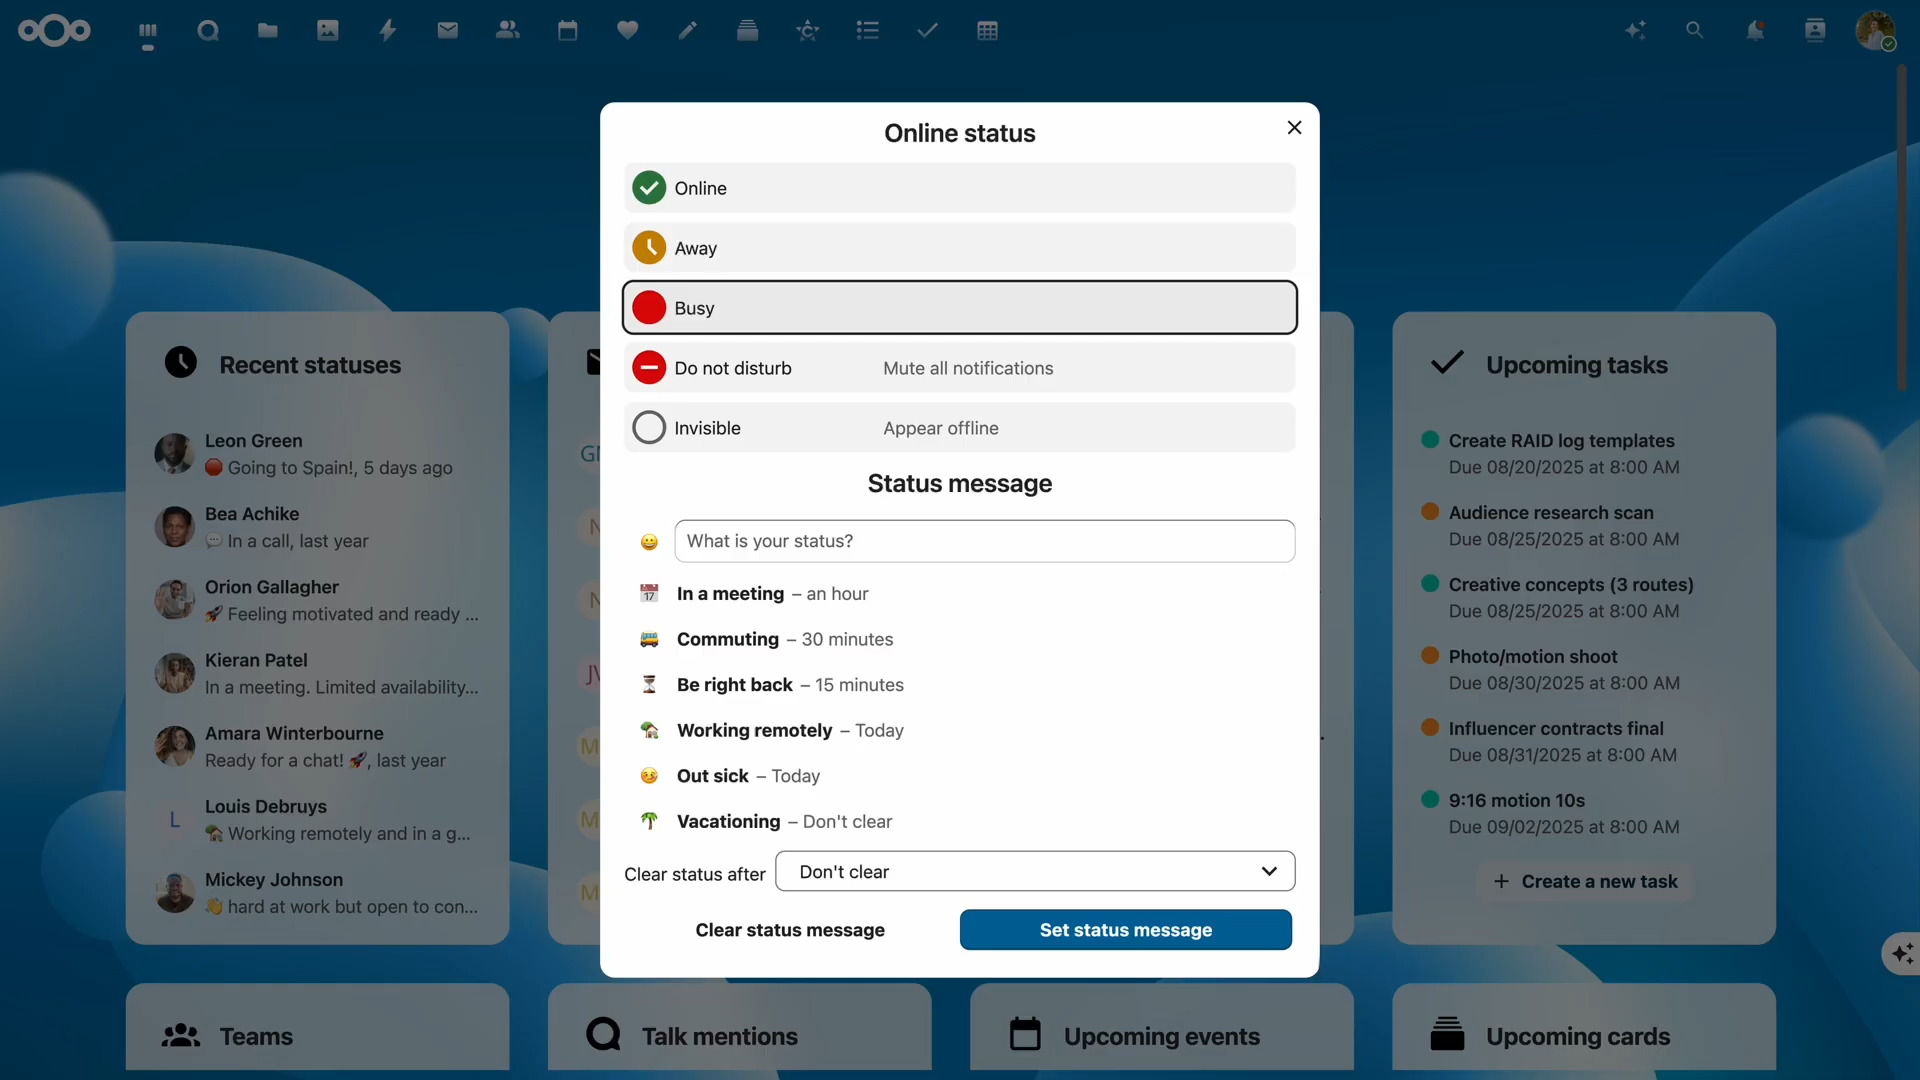 Online status
Online
Away
Busy
Do not disturb Mute all notifications
Invisible Appear offline
Status message
What is your status?
In a meeting – an hour
Commuting – 30 minutes
Be right back – 15 minutes
Working remotely – Today
Out sick – Today
Vacationing – Don't clear
Clear status after Don't clear
Clear status message Set status message
Recent statuses
Leon Green
Going to Spain!, 5 days ago
Bea Achike
In a call, last year
Orion Gallagher
🚀 Feeling motivated and ready ...
Kieran Patel
In a meeting. Limited availability...
Amara Winterbourne
Ready for a chat! 🚀, last year
L Louis Debruys
Working remotely and in a g...
Mickey Johnson
👋 hard at work but open to con...
Upcoming tasks
Create RAID log templates
Due 08/20/2025 at 8:00 AM
Audience research scan
Due 08/25/2025 at 8:00 AM
Creative concepts (3 routes)
Due 08/25/2025 at 8:00 AM
Photo/motion shoot
Due 08/30/2025 at 8:00 AM
Influencer contracts final
Due 08/31/2025 at 8:00 AM
9:16 motion 10s
Due 09/02/2025 at 8:00 AM
+ Create a new task
Teams
Talk mentions
Upcoming events
Upcoming cards